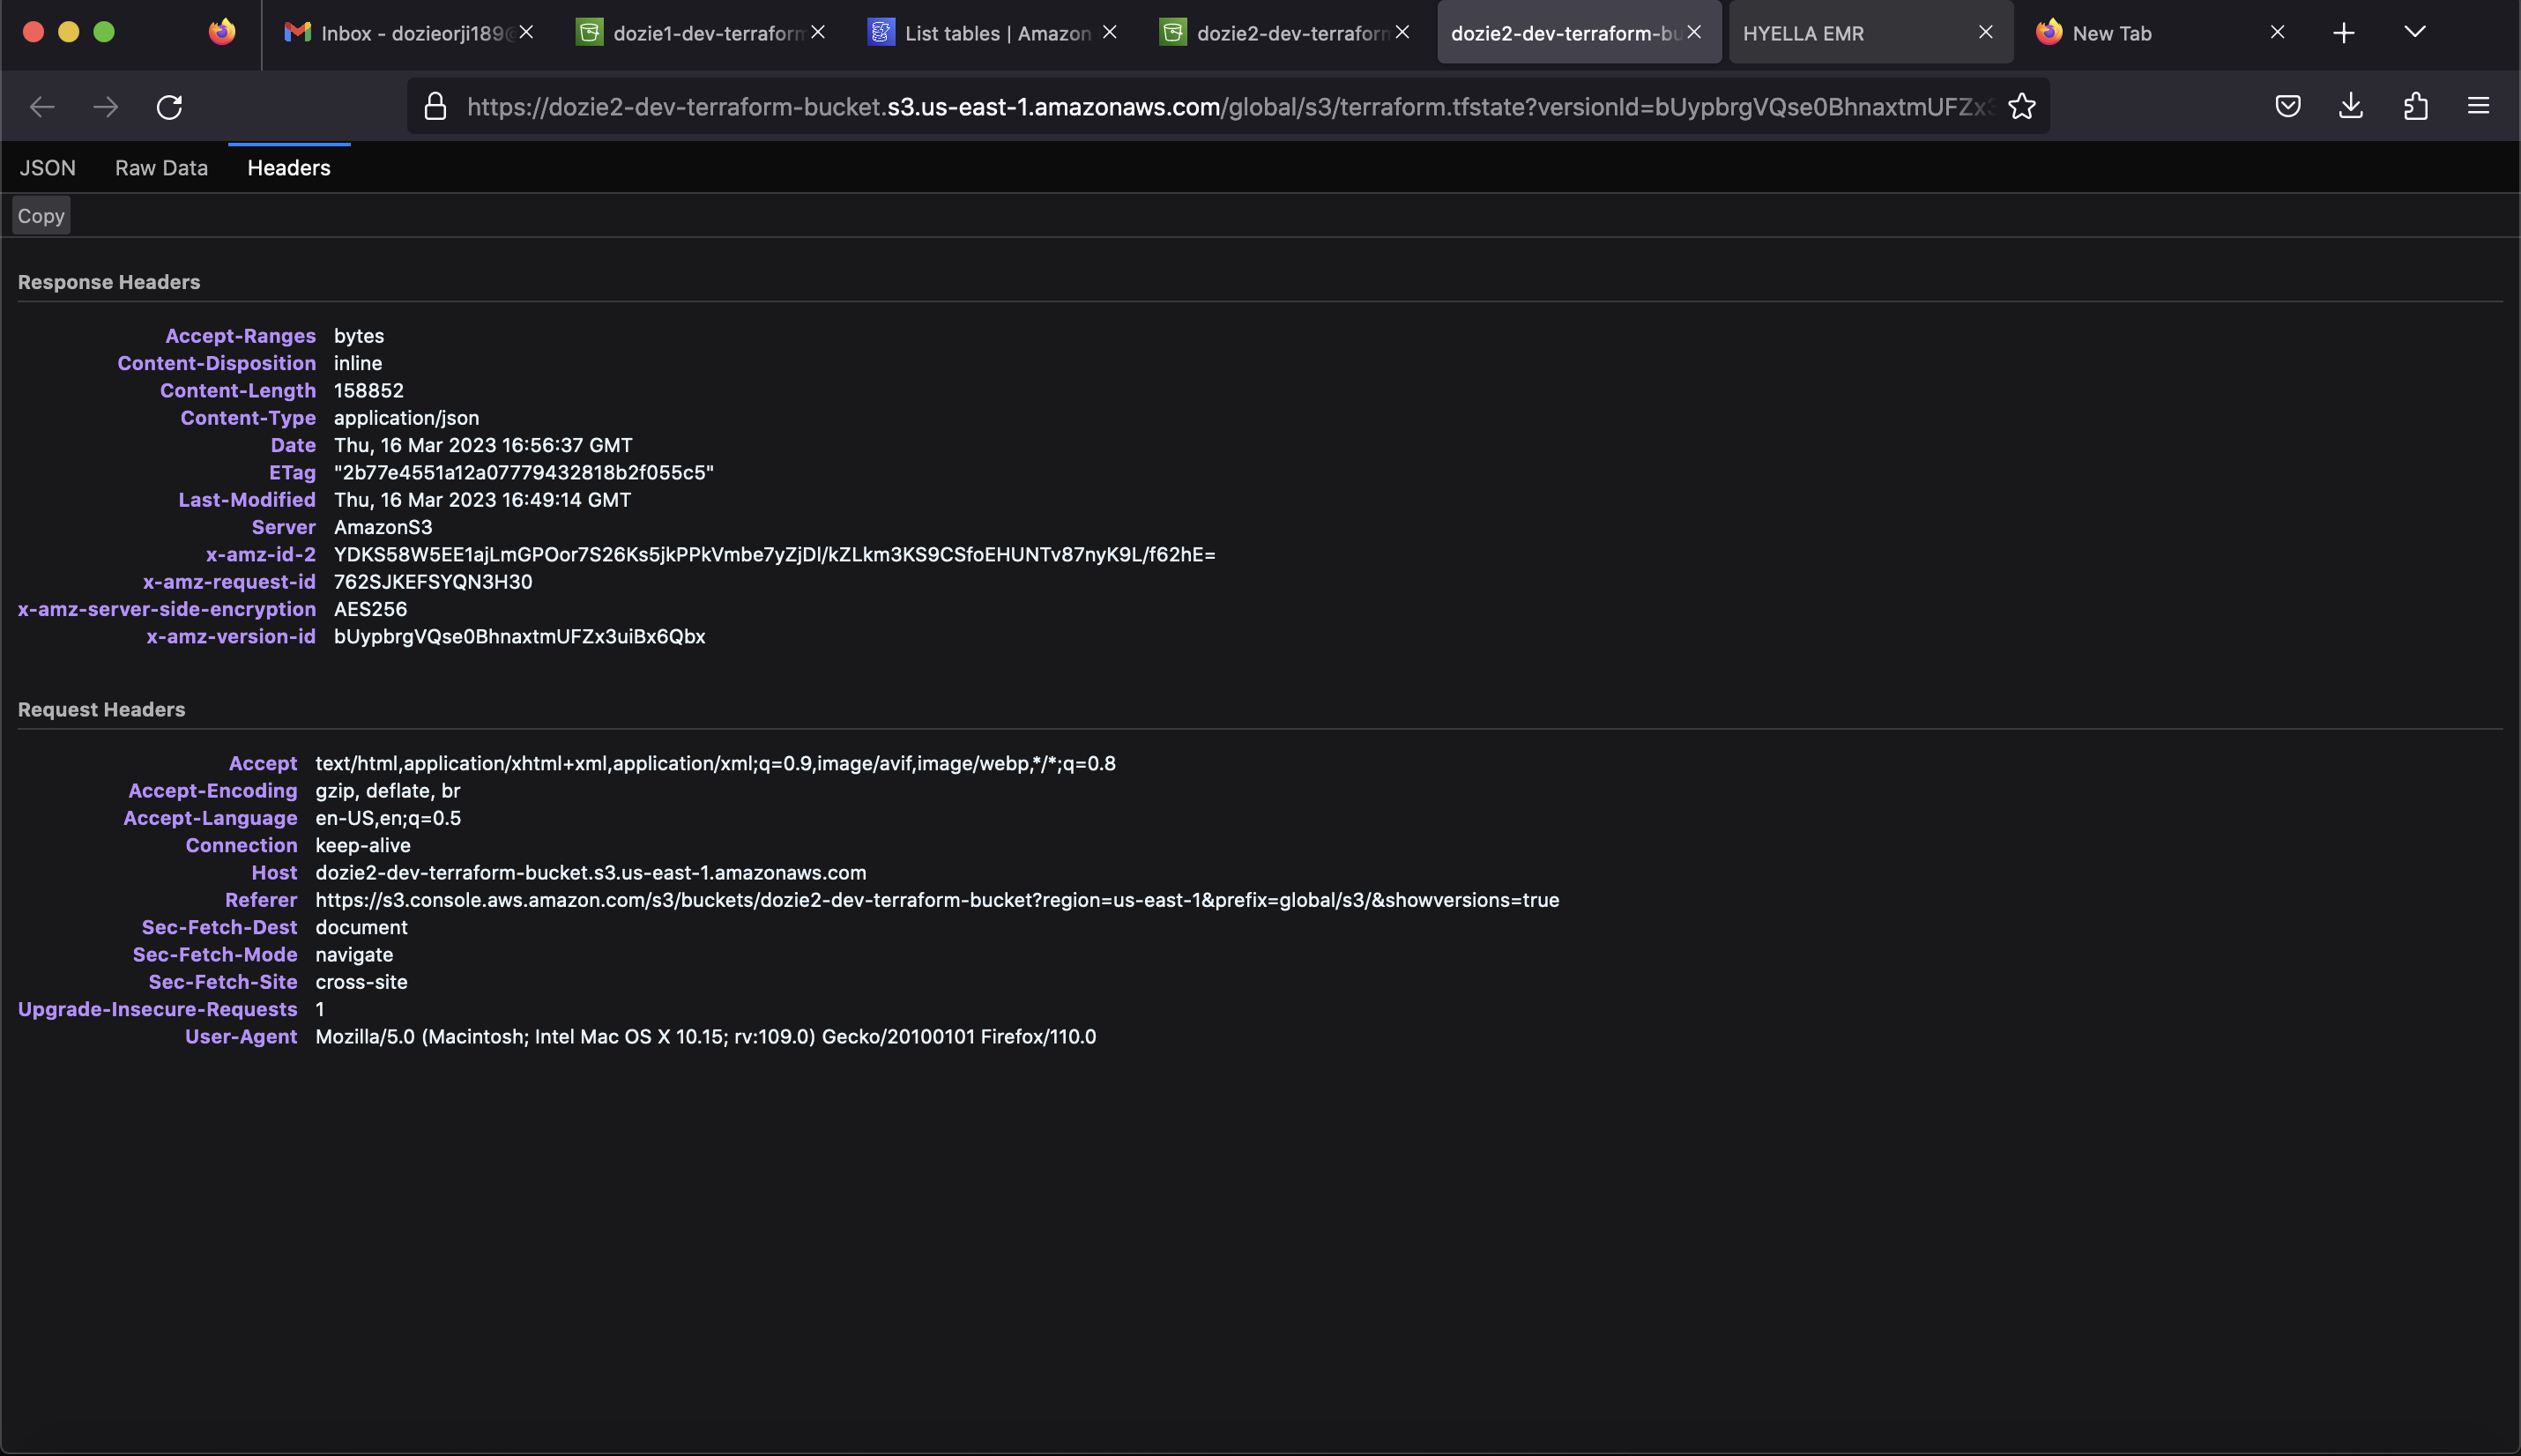 Inbox - dozieorji189@
dozie1-dev-terraform
List tables | Amazon
dozie2-dev-terraform
dozie2-dev-terraform-bu
HYELLA EMR
New Tab
https://dozie2-dev-terraform-bucket.s3.us-east-1.amazonaws.com/global/s3/terraform.tfstate?versionId=bUypbrgVQse0BhnaxtmUFZx3
JSON Raw Data Headers
Copy
Response Headers
Accept-Ranges bytes
Content-Disposition inline
Content-Length 158852
Content-Type application/json
Date Thu, 16 Mar 2023 16:56:37 GMT
ETag "2b77e4551a12a07779432818b2f055c5"
Last-Modified Thu, 16 Mar 2023 16:49:14 GMT
Server AmazonS3
x-amz-id-2 YDKS58W5EE1ajLmGPOor7S26Ks5jkPPkVmbe7yZjDl/kZLkm3KS9CSfoEHUNTv87nyK9L/f62hE=
x-amz-request-id 762SJKEFSYQN3H30
x-amz-server-side-encryption AES256
x-amz-version-id bUypbrgVQse0BhnaxtmUFZx3uiBx6Qbx
Request Headers
Accept text/html,application/xhtml+xml,application/xml;q=0.9,image/avif,image/webp,*/*;q=0.8
Accept-Encoding gzip, deflate, br
Accept-Language en-US,en;q=0.5
Connection keep-alive
Host dozie2-dev-terraform-bucket.s3.us-east-1.amazonaws.com
Referer https://s3.console.aws.amazon.com/s3/buckets/dozie2-dev-terraform-bucket?region=us-east-1&prefix=global/s3/&showversions=true
Sec-Fetch-Dest document
Sec-Fetch-Mode navigate
Sec-Fetch-Site cross-site
Upgrade-Insecure-Requests 1
User-Agent Mozilla/5.0 (Macintosh; Intel Mac OS X 10.15; rv:109.0) Gecko/20100101 Firefox/110.0